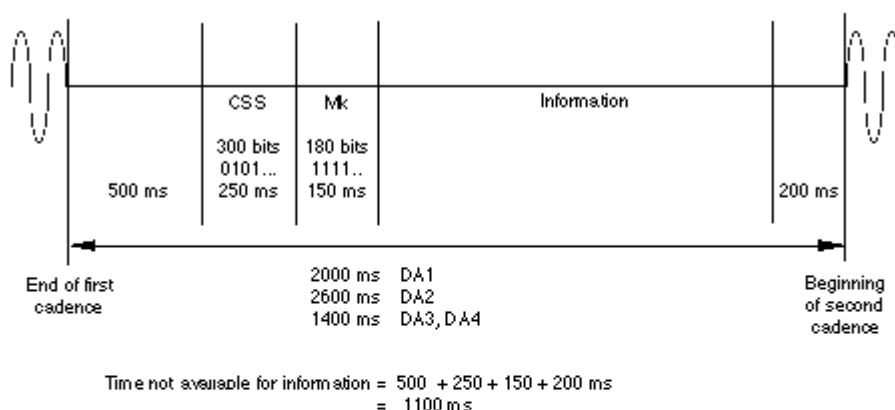 CSS
Mk
Information
300 bits
0101...
250 ms
180 bits
1111..
150 ms
500 ms
200 ms
End of first
cadence
2000 ms DA1
2600 ms DA2
1400 ms DA3, DA4
Beginning
of second
cadence
Time not available for information = 500 + 250 + 150 + 200 ms
= 1100 ms